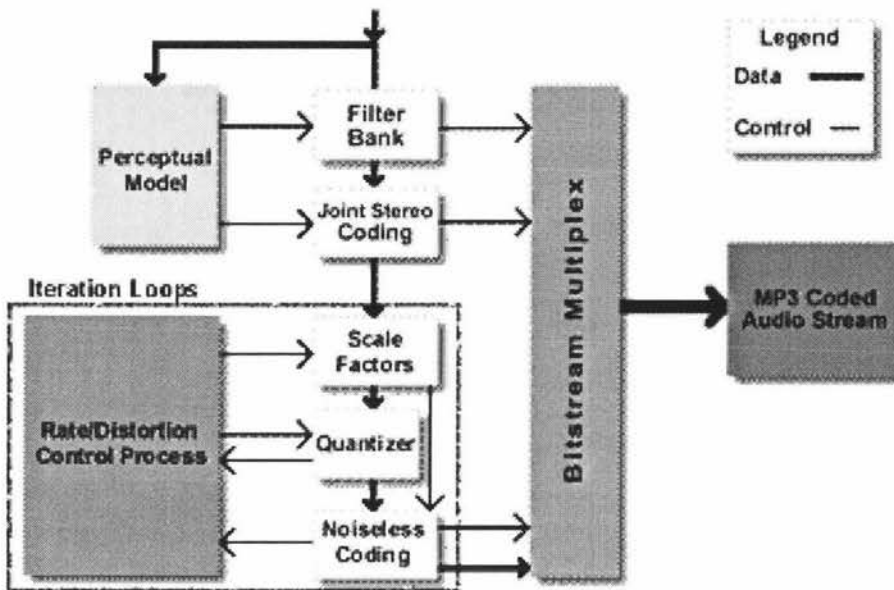 Legend
Data
Control
Filter
Bank
Perceptual
Model
Joint Stereo
Coding
Bitstream Multiplex
MP3 Coded
Audio Stream
Iteration Loops
Scale
Factors
Rate/Distortion
Control Process
Quantizer
Noiseless
Coding